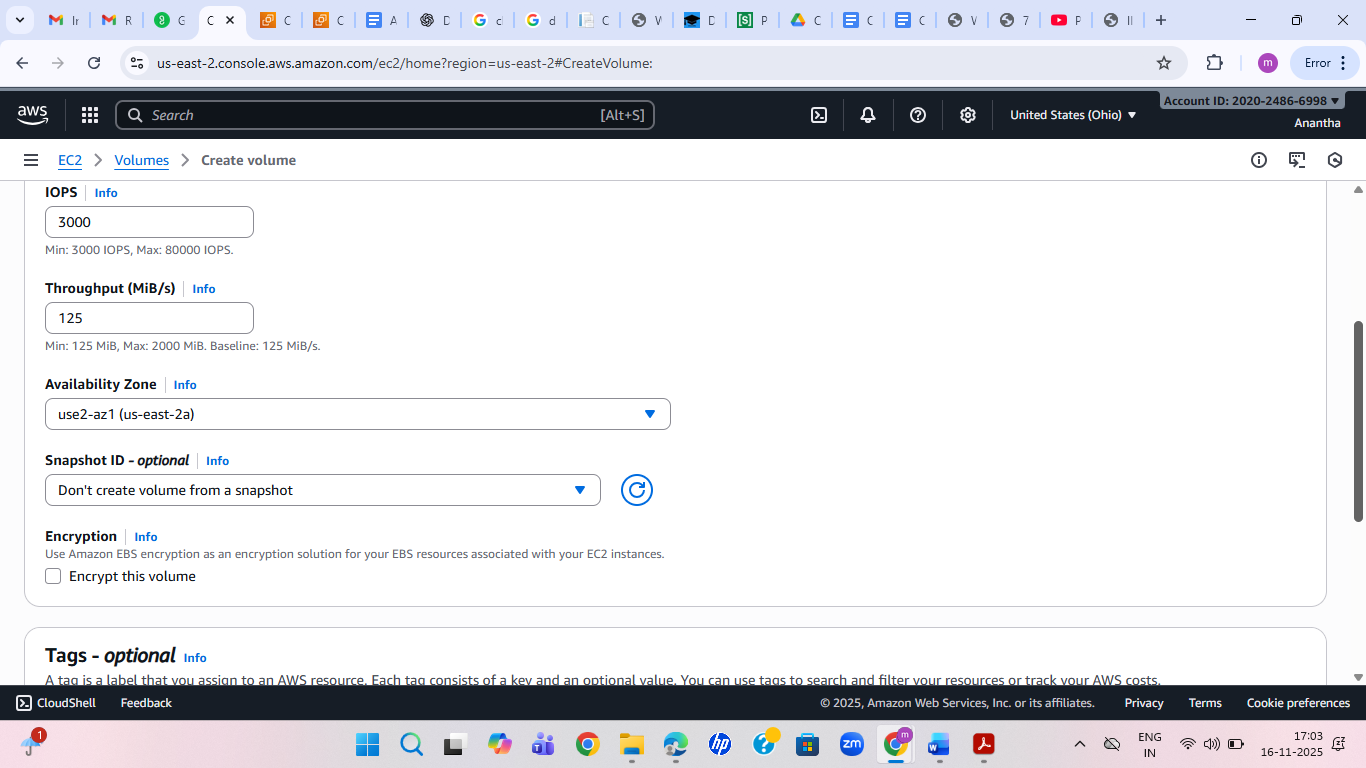 us-east-2.console.aws.amazon.com/ec2/home?region=us-east-2#CreateVolume:
m
Error
aws
Search
[Alt+S]
United States (Ohio)
Account ID: 2020-2486-6998
Anantha
EC2
Volumes
Create volume
IOPS
Info
3000
Min: 3000 IOPS, Max: 80000 IOPS.
Throughput (MiB/s)
Info
125
Min: 125 MiB, Max: 2000 MiB. Baseline: 125 MiB/s.
Availability Zone
Info
use2-az1 (us-east-2a)
Snapshot ID - optional
Info
Don't create volume from a snapshot
Encryption
Info
Use Amazon EBS encryption as an encryption solution for your EBS resources associated with your EC2 instances.
Encrypt this volume
Tags - optional
Info
A tag is a label that you assign to an AWS resource. Each tag consists of a key and an optional value. You can use tags to search and filter your resources or track your AWS costs.
CloudShell
Feedback
© 2025, Amazon Web Services, Inc. or its affiliates.
Privacy
Terms
Cookie preferences
1
hp
zm
m
ENG
IN
17:03
16-11-2025